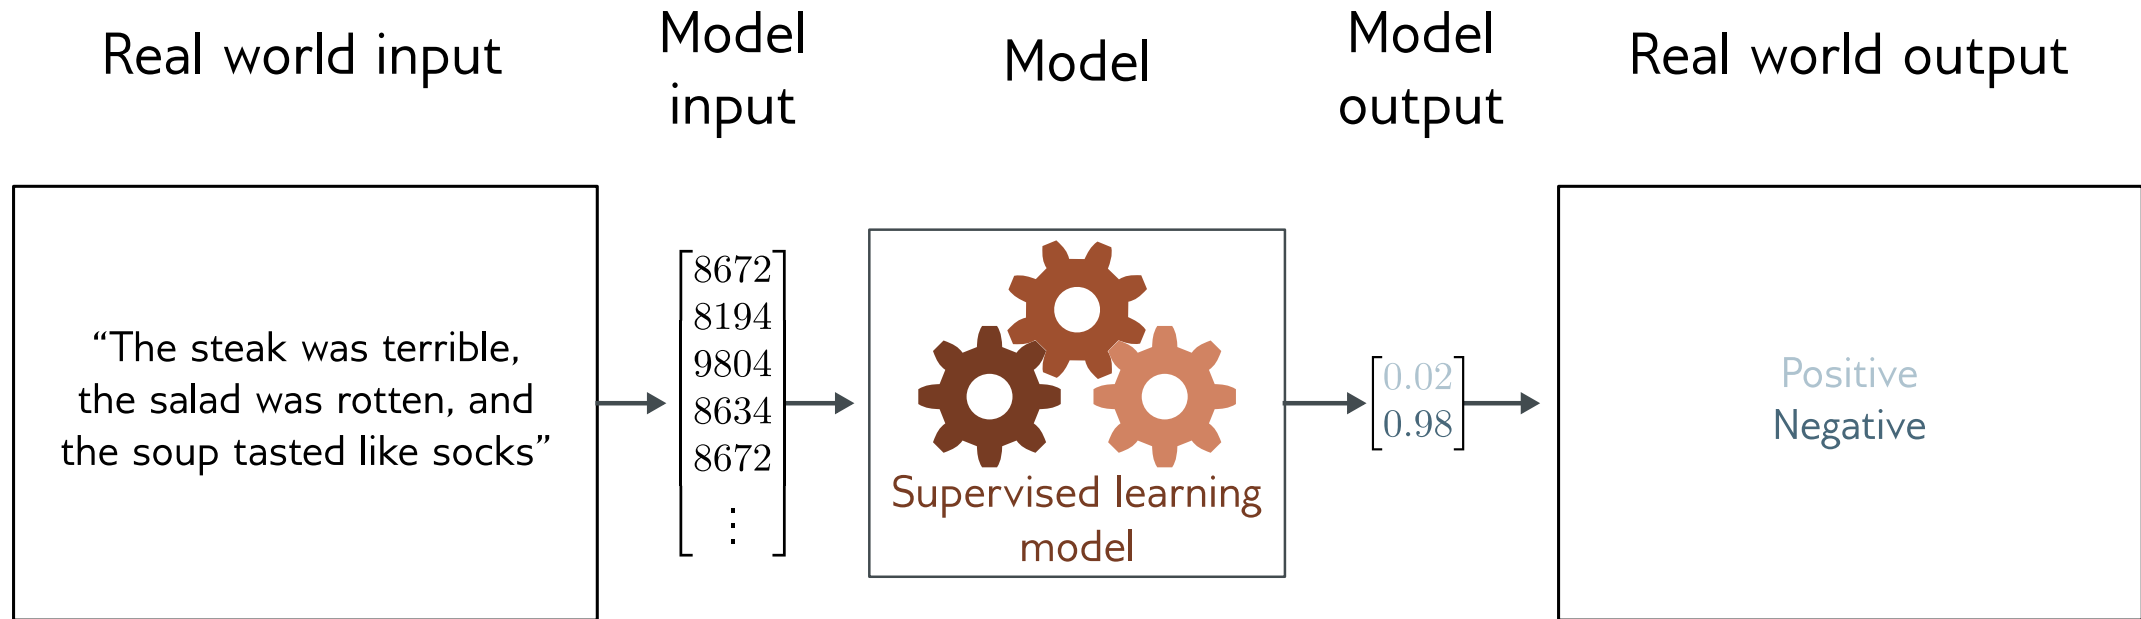 Real world input
Model
input
Model
Model
output
Real world output
“The steak was terrible,
the salad was rotten, and
the soup tasted like socks”
8672
8194
9804
8634
8672
⋮
Supervised learning
model
0.02
0.98
Positive
Negative